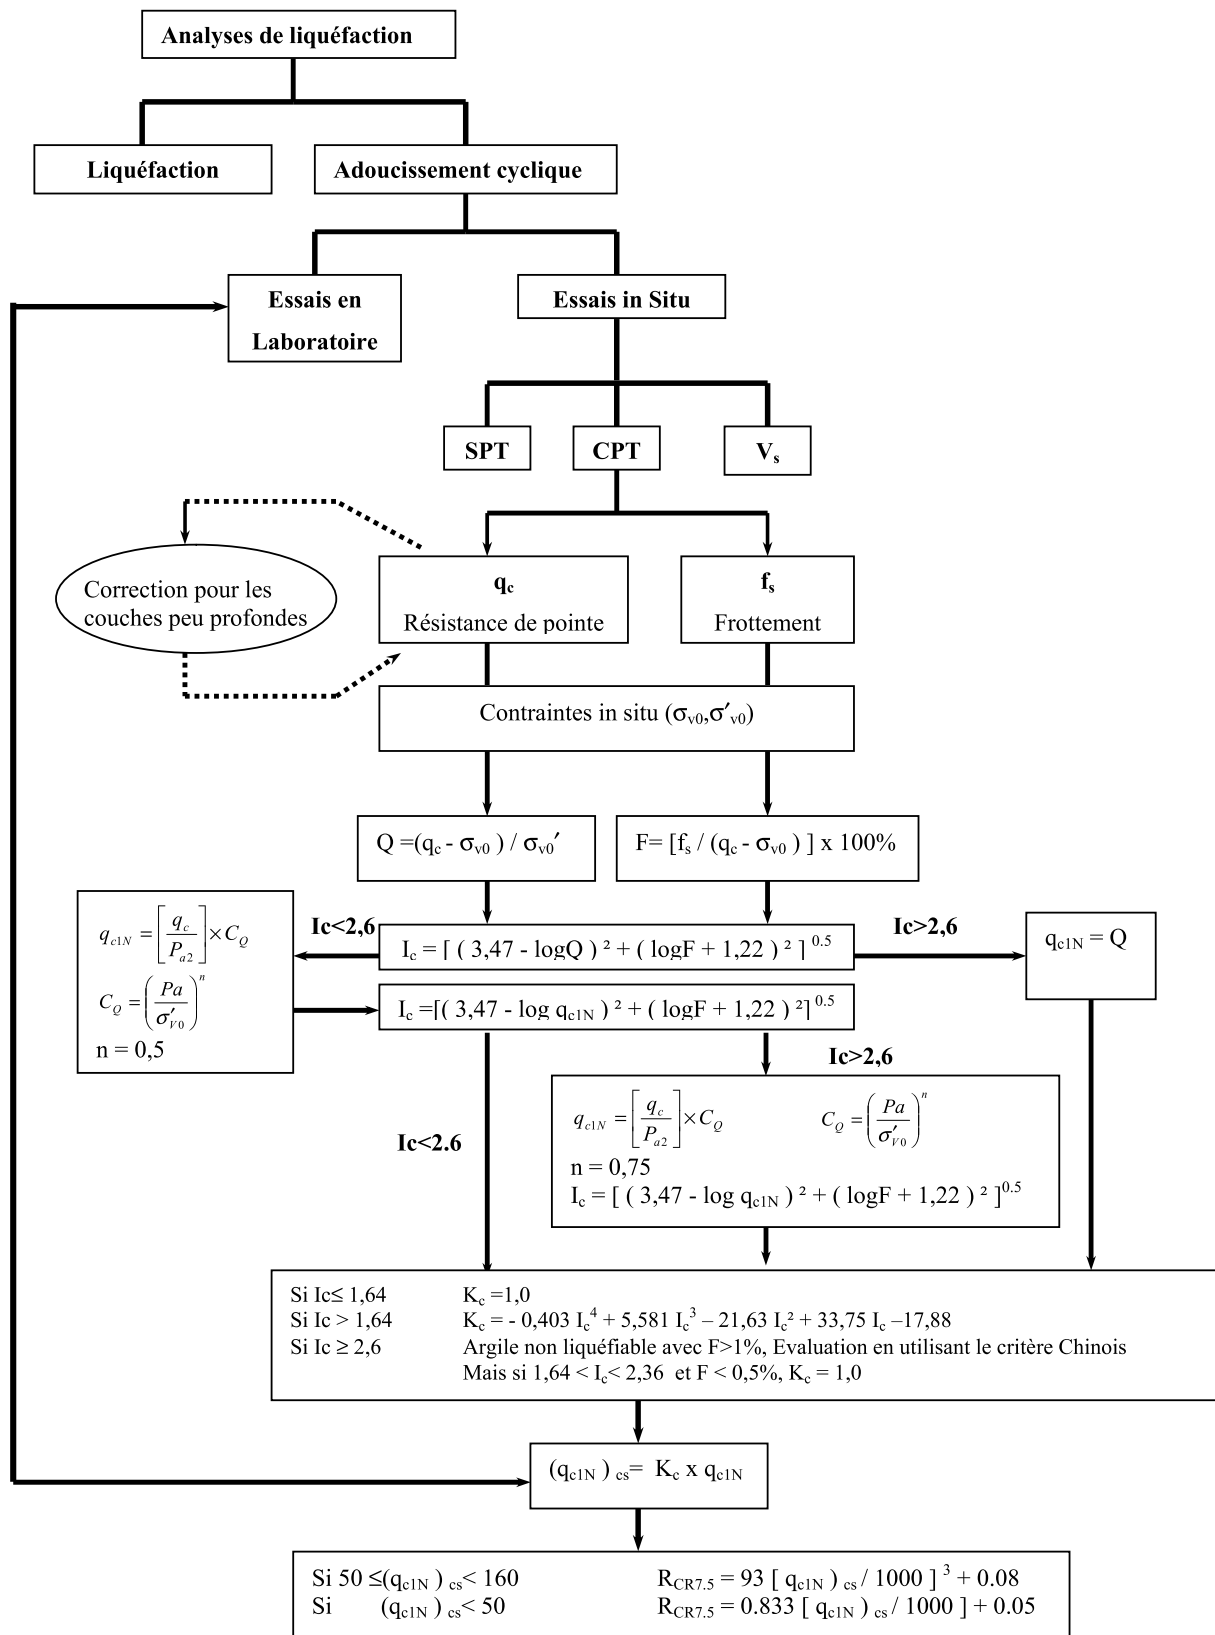 Analyses de liquéfaction
Liquéfaction
Adoucissement cyclique
Essais en
Laboratoire
Essais in Situ
SPT
CPT
Vₛ
Correction pour les
couches peu profondes
q꜀
Résistance de pointe
fₛ
Frottement
Contraintes in situ (σᵥ₀,σ′ᵥ₀)
Q =(qc - σv0 ) / σv0′
F= [fs / (qc - σv0 ) ] x 100%
Ic<2,6
Ic>2,6
qc1N = [qc / Pa2] × CQ
CQ = (Pa / σ′V0)^n
n = 0,5
Ic = [ ( 3,47 - logQ ) ² + ( logF + 1,22 ) ² ] 0.5
qc1N = Q
Ic =[( 3,47 - log qc1N ) ² + ( logF + 1,22 ) ²] 0.5
Ic>2,6
Ic<2.6
qc1N = [qc / Pa2] × CQ CQ = (Pa / σ′V0)^n
n = 0,75
Ic = [ ( 3,47 - log qc1N ) ² + ( logF + 1,22 ) ² ] 0.5
Si Ic≤ 1,64 Kc =1,0
Si Ic > 1,64 Kc = - 0,403 Ic⁴ + 5,581 Ic³ – 21,63 Ic² + 33,75 Ic –17,88
Si Ic ≥ 2,6 Argile non liquéfiable avec F>1%, Evaluation en utilisant le critère Chinois
Mais si 1,64 < Ic< 2,36 et F < 0,5%, Kc = 1,0
(qc1N ) cs= Kc x qc1N
Si 50 ≤(qc1N ) cs< 160 RCR7.5 = 93 [ qc1N ) cs / 1000 ] ³ + 0.08
Si (qc1N ) cs< 50 RCR7.5 = 0.833 [ qc1N ) cs / 1000 ] + 0.05